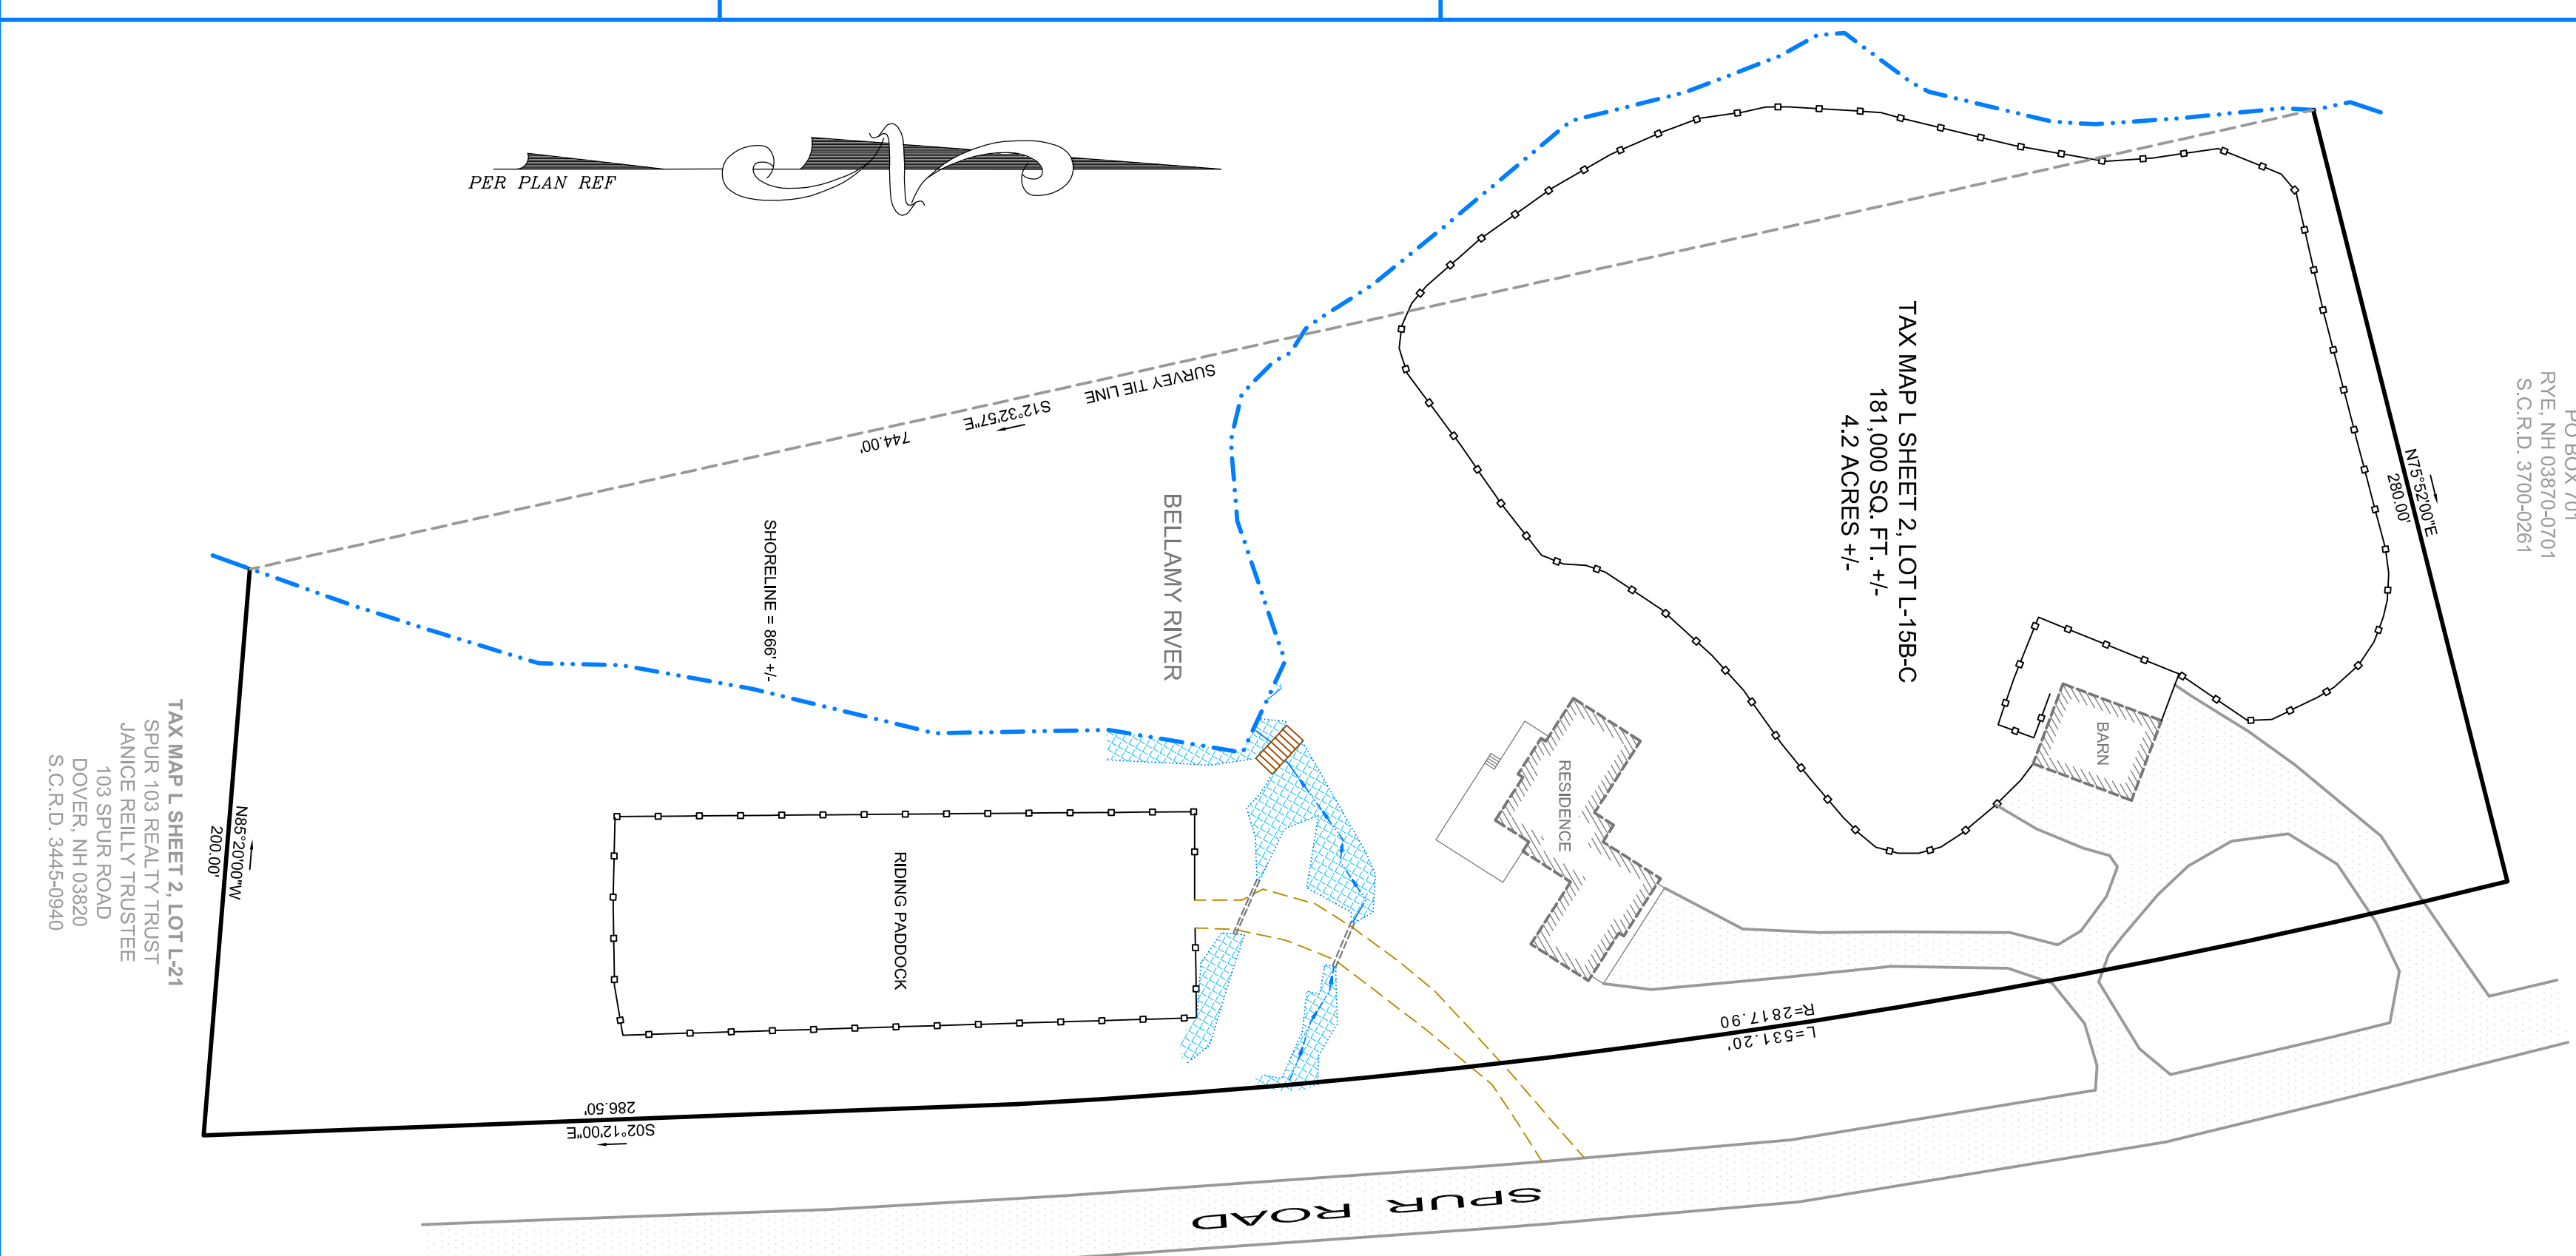 PER PLAN REF
TAX MAP L SHEET 2, LOT L-15B-C
181,000 SQ. FT. +/-
4.2 ACRES +/-
PO BOX 701
RYE, NH 03870-0701
S.C.R.D. 3700-0261
N75°52'00"E
280.00'
SURVEY TIE LINE
S12°32'57"E
744.00'
BELLAMY RIVER
SHORELINE = 866' +/-
BARN
RESIDENCE
RIDING PADDOCK
TAX MAP L SHEET 2, LOT L-21
SPUR 103 REALTY TRUST
JANICE REILLY TRUSTEE
103 SPUR ROAD
DOVER, NH 03820
S.C.R.D. 3445-0940
N85°20'00"W
200.00'
R=2817.90
L=531.20'
286.50'
S02°12'00"E
SPUR ROAD